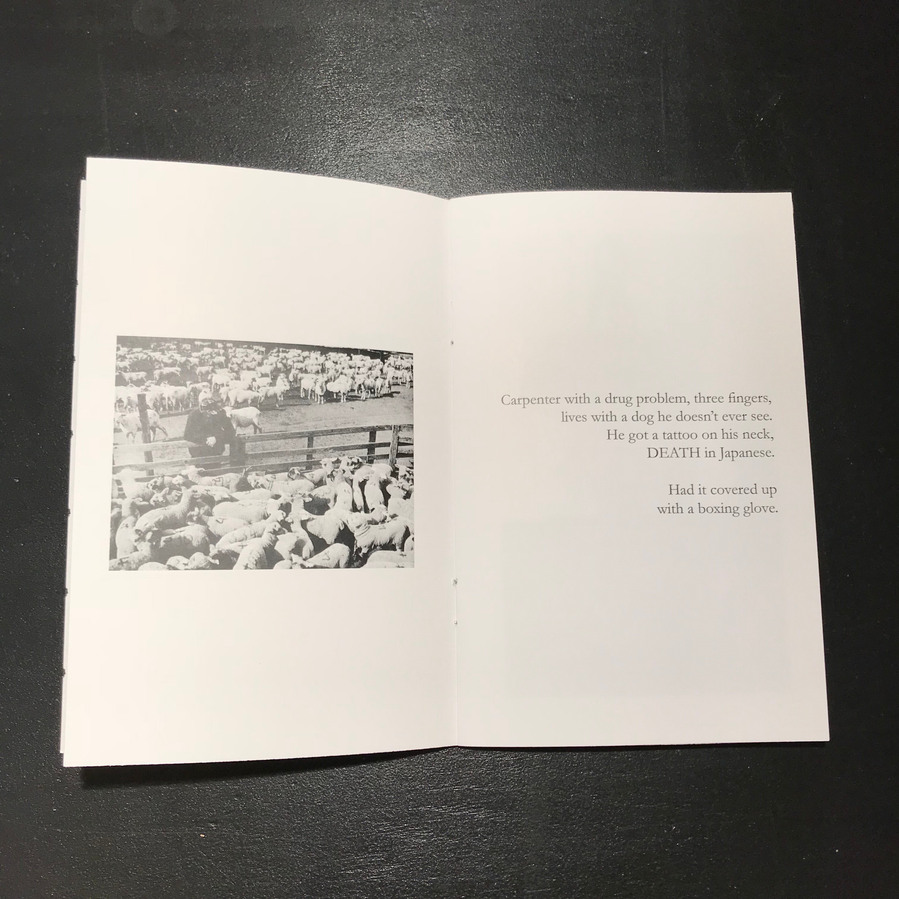 Carpenter with a drug problem, three fingers,
lives with a dog he doesn't ever see.
He got a tattoo on his neck,
DEATH in Japanese.
Had it covered up
with a boxing glove.